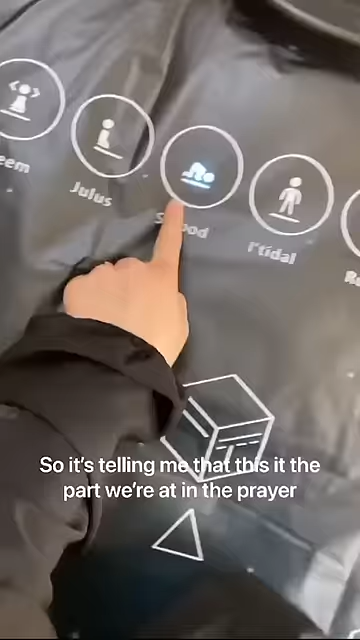 eem
Julus
I'tidal
So it's telling me that this it the
part we're at in the prayer